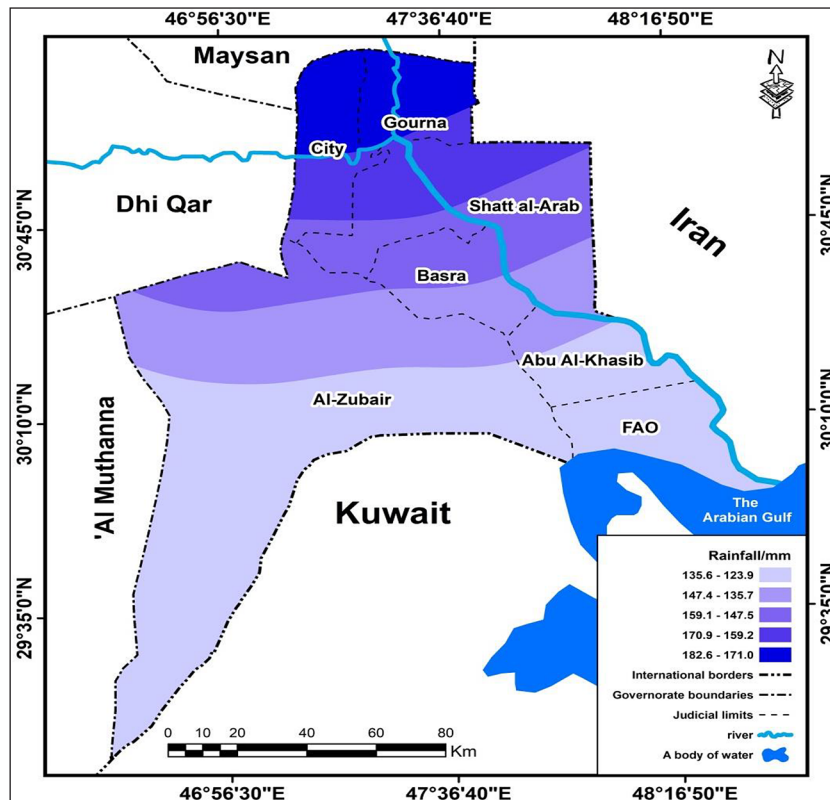 46°56'30"E 47°36'40"E 48°16'50"E
N
Maysan
Gourna
City
Dhi Qar
Shatt al-Arab
Iran
30°45'0"N
30°45'0"N
Basra
Abu Al-Khasib
Al-Zubair
FAO
30°10'0"N
30°10'0"N
'Al Muthanna
Kuwait
The
Arabian Gulf
29°35'0"N
29°35'0"N
Rainfall/mm
135.6 - 123.9
147.4 - 135.7
159.1 - 147.5
170.9 - 159.2
182.6 - 171.0
International borders
Governorate boundaries
Judicial limits
river
A body of water
0 10 20 40 60 80
Km
46°56'30"E 47°36'40"E 48°16'50"E